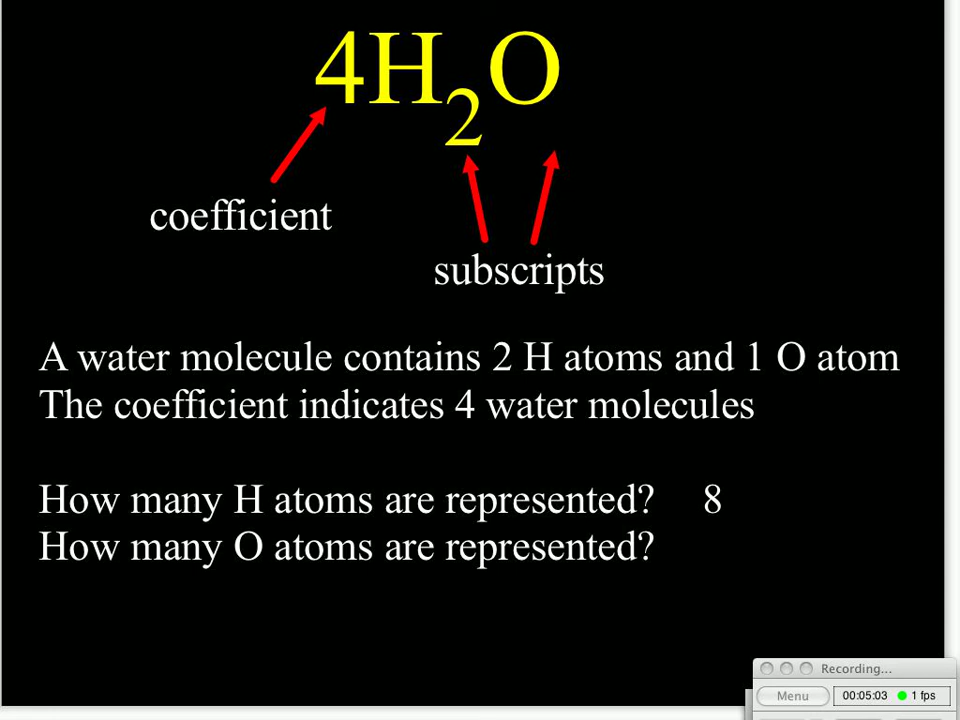 4H₂O
coefficient
subscripts
A water molecule contains 2 H atoms and 1 O atom
The coefficient indicates 4 water molecules
How many H atoms are represented? 8
How many O atoms are represented?
Recording...
Menu 00:05:03 1 fps